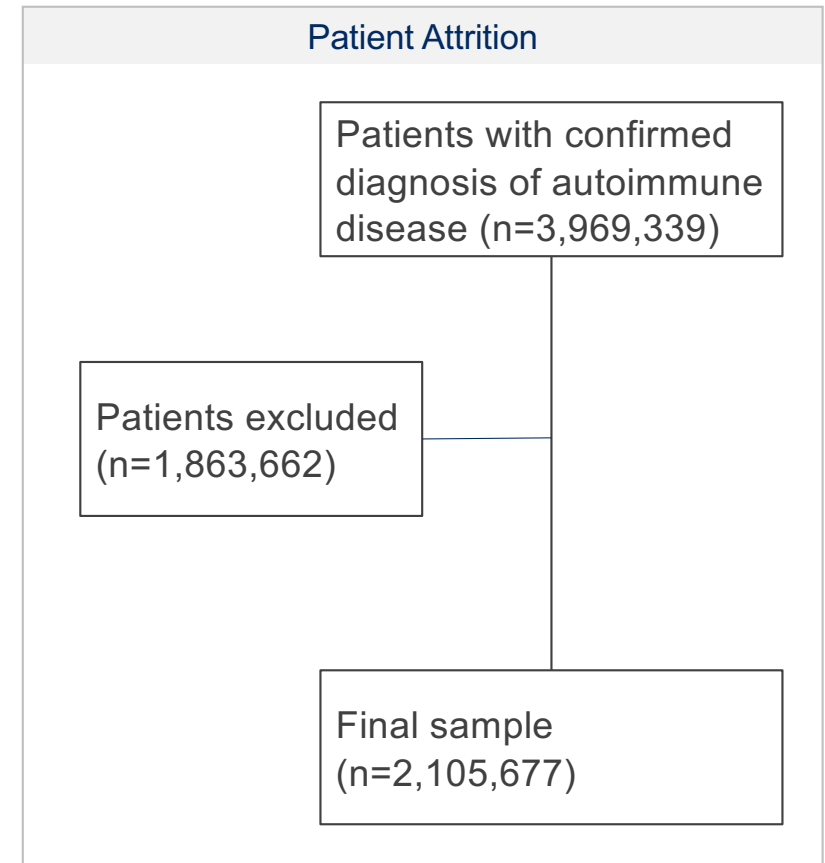 Patient Attrition
Patients with confirmed
diagnosis of autoimmune
disease (n=3,969,339)
Patients excluded
(n=1,863,662)
Final sample
(n=2,105,677)